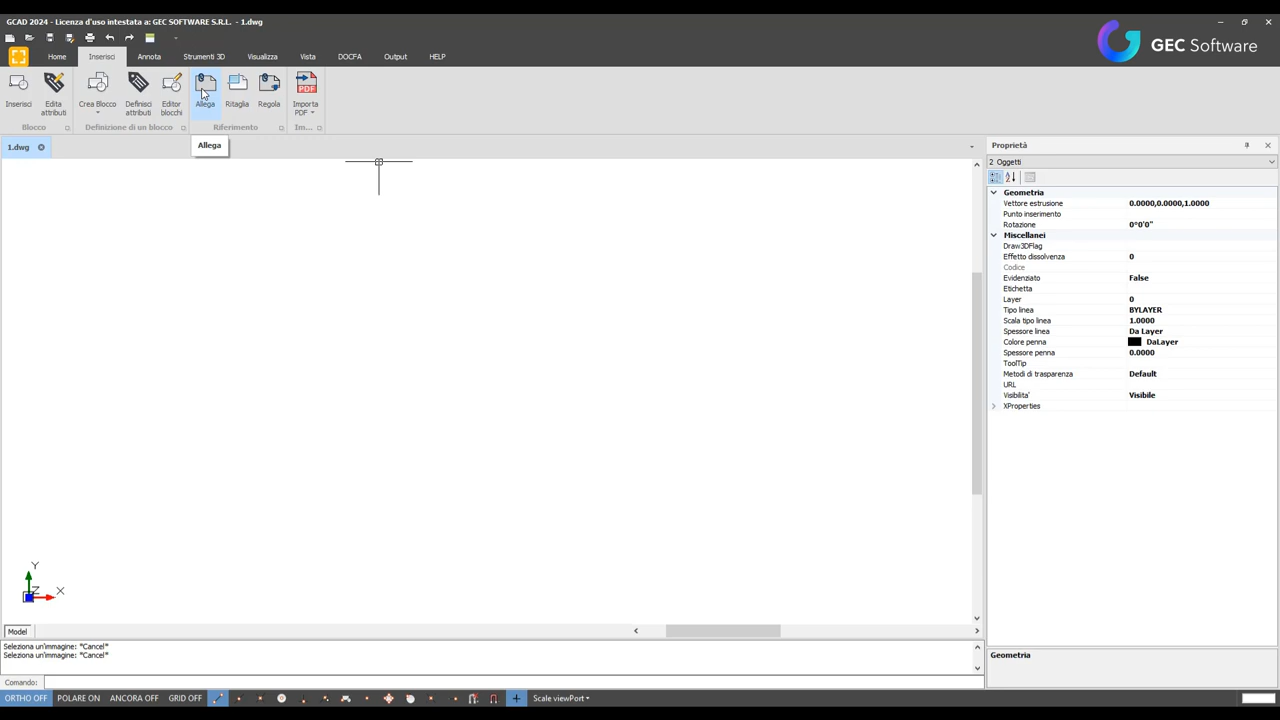 GCAD 2024 - Licenza d'uso intestata a: GEC SOFTWARE S.R.L. - 1.dwg
GEC Software
Home Inserisci Annota Strumenti 3D Visualizza Vista DOCFA Output HELP
Inserisci
Edita attributi
Crea Blocco
Definisci attributi
Editor blocchi
Allega
Ritaglia
Regola
PDF
Importa PDF
Blocco
Definizione di un blocco
Riferimento
Im...
1.dwg
Allega
Proprietà
2 Oggetti
Geometria
Vettore estrusione 0.0000,0.0000,1.0000
Punto inserimento
Rotazione 0°0'0"
Miscellanei
Draw3DFlag
Effetto dissolvenza 0
Codice
Evidenziato False
Etichetta
Layer 0
Tipo linea BYLAYER
Scala tipo linea 1.0000
Spessore linea Da Layer
Colore penna DaLayer
Spessore penna 0.0000
ToolTip
Metodi di trasparenza Default
URL
Visibilita' Visibile
XProperties
Y
Z
X
Model
Seleziona un'immagine: *Cancel*
Seleziona un'immagine: *Cancel*
Geometria
Comando:
ORTHO OFF POLARE ON ANCORA OFF GRID OFF Scale viewPort